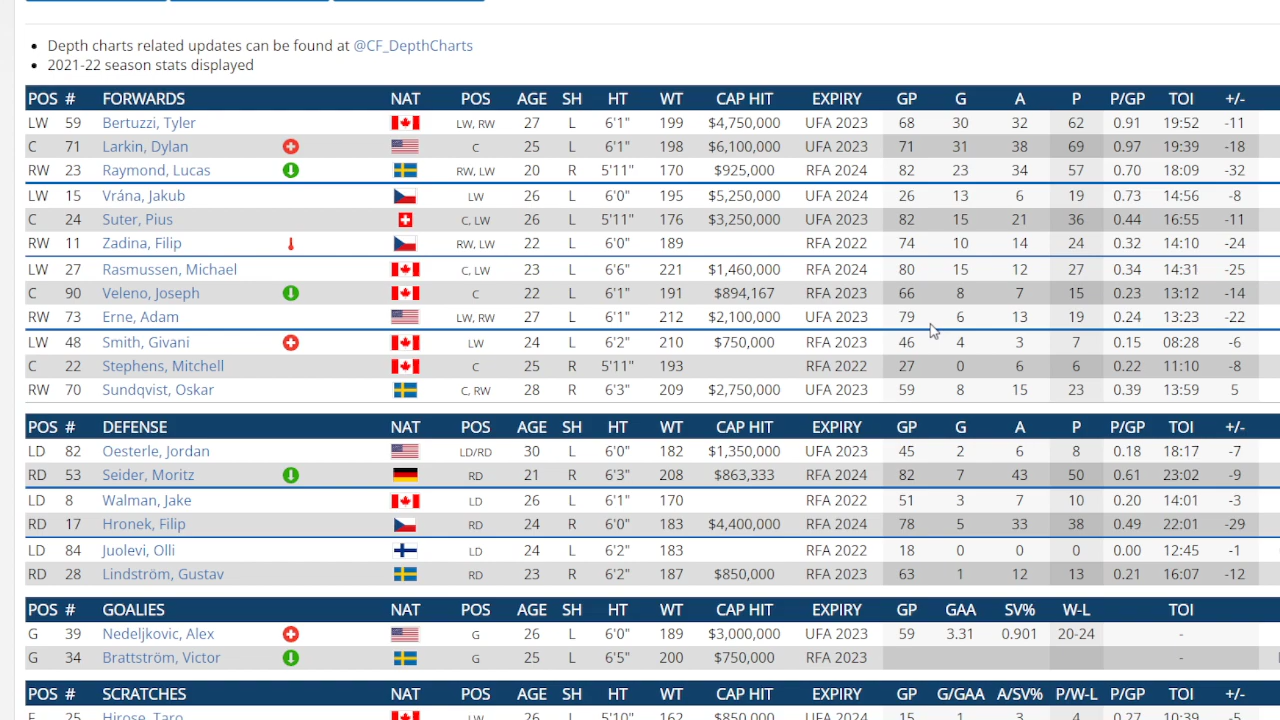 Depth charts related updates can be found at @CF_DepthCharts
2021-22 season stats displayed
POS # FORWARDS NAT POS AGE SH HT WT CAP HIT EXPIRY GP G A P P/GP TOI +/-
LW 59 Bertuzzi, Tyler LW, RW 27 L 6'1" 199 $4,750,000 UFA 2023 68 30 32 62 0.91 19:52 -11
C 71 Larkin, Dylan C 25 L 6'1" 198 $6,100,000 UFA 2023 71 31 38 69 0.97 19:39 -18
RW 23 Raymond, Lucas RW, LW 20 R 5'11" 170 $925,000 RFA 2024 82 23 34 57 0.70 18:09 -32
LW 15 Vrána, Jakub LW 26 L 6'0" 195 $5,250,000 UFA 2024 26 13 6 19 0.73 14:56 -8
C 24 Suter, Pius C, LW 26 L 5'11" 176 $3,250,000 UFA 2023 82 15 21 36 0.44 16:55 -11
RW 11 Zadina, Filip RW, LW 22 L 6'0" 189 RFA 2022 74 10 14 24 0.32 14:10 -24
LW 27 Rasmussen, Michael C, LW 23 L 6'6" 221 $1,460,000 RFA 2024 80 15 12 27 0.34 14:31 -25
C 90 Veleno, Joseph C 22 L 6'1" 191 $894,167 RFA 2023 66 8 7 15 0.23 13:12 -14
RW 73 Erne, Adam LW, RW 27 L 6'1" 212 $2,100,000 UFA 2023 79 6 13 19 0.24 13:23 -22
LW 48 Smith, Givani LW 24 L 6'2" 210 $750,000 RFA 2023 46 4 3 7 0.15 08:28 -6
C 22 Stephens, Mitchell C 25 R 5'11" 193 RFA 2022 27 0 6 6 0.22 11:10 -8
RW 70 Sundqvist, Oskar C, RW 28 R 6'3" 209 $2,750,000 UFA 2023 59 8 15 23 0.39 13:59 5
POS # DEFENSE NAT POS AGE SH HT WT CAP HIT EXPIRY GP G A P P/GP TOI +/-
LD 82 Oesterle, Jordan LD/RD 30 L 6'0" 182 $1,350,000 UFA 2023 45 2 6 8 0.18 18:17 -7
RD 53 Seider, Moritz RD 21 R 6'3" 208 $863,333 RFA 2024 82 7 43 50 0.61 23:02 -9
LD 8 Walman, Jake LD 26 L 6'1" 170 RFA 2022 51 3 7 10 0.20 14:01 -3
RD 17 Hronek, Filip RD 24 R 6'0" 183 $4,400,000 RFA 2024 78 5 33 38 0.49 22:01 -29
LD 84 Juolevi, Olli LD 24 L 6'2" 183 RFA 2022 18 0 0 0 0.00 12:45 -1
RD 28 Lindström, Gustav RD 23 R 6'2" 187 $850,000 RFA 2023 63 1 12 13 0.21 16:07 -12
POS # GOALIES NAT POS AGE SH HT WT CAP HIT EXPIRY GP GAA SV% W-L TOI
G 39 Nedeljkovic, Alex G 26 L 6'0" 189 $3,000,000 UFA 2023 59 3.31 0.901 20-24 -
G 34 Brattström, Victor G 25 L 6'5" 200 $750,000 RFA 2023 -
POS # SCRATCHES NAT POS AGE SH HT WT CAP HIT EXPIRY GP G/GAA A/SV% P/W-L P/GP TOI +/-
F 25 Hirose, Taro LW 26 L 5'10" 162 $850,000 UFA 2024 15 1 3 4 0.27 10:39 -5